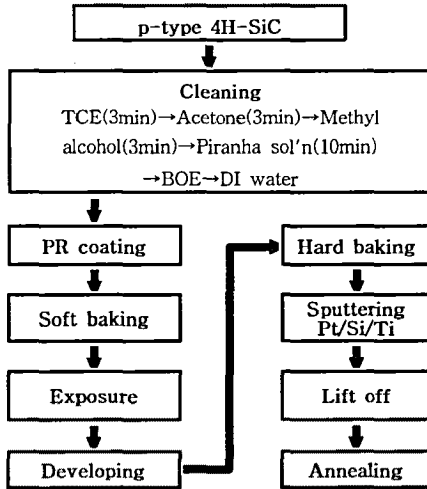 p-type 4H-SiC
Cleaning
TCE(3min)→Acetone(3min)→Methyl
alcohol(3min)→Piranha sol'n(10min)
→BOE→DI water
PR coating
Soft baking
Exposure
Developing
Hard baking
Sputtering
Pt/Si/Ti
Lift off
Annealing